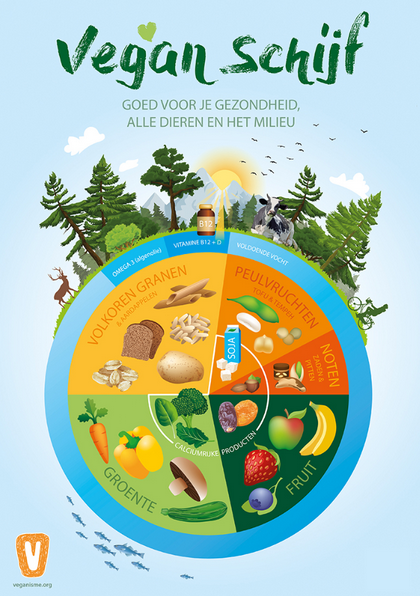 Vegan Schijf
GOED VOOR JE GEZONDHEID,
ALLE DIEREN EN HET MILIEU
B12
OMEGA 3 (algenolie)
VITAMINE B12 + D
VOLDOENDE VOCHT
VOLKOREN GRANEN
& AARDAPPELEN
PEULVRUCHTEN
TOFU & TEMPEH
NOTEN
ZADEN &
PITTEN
SOJA
CALCIUMRIJKE PRODUCTEN
GROENTE
FRUIT
V
veganisme.org